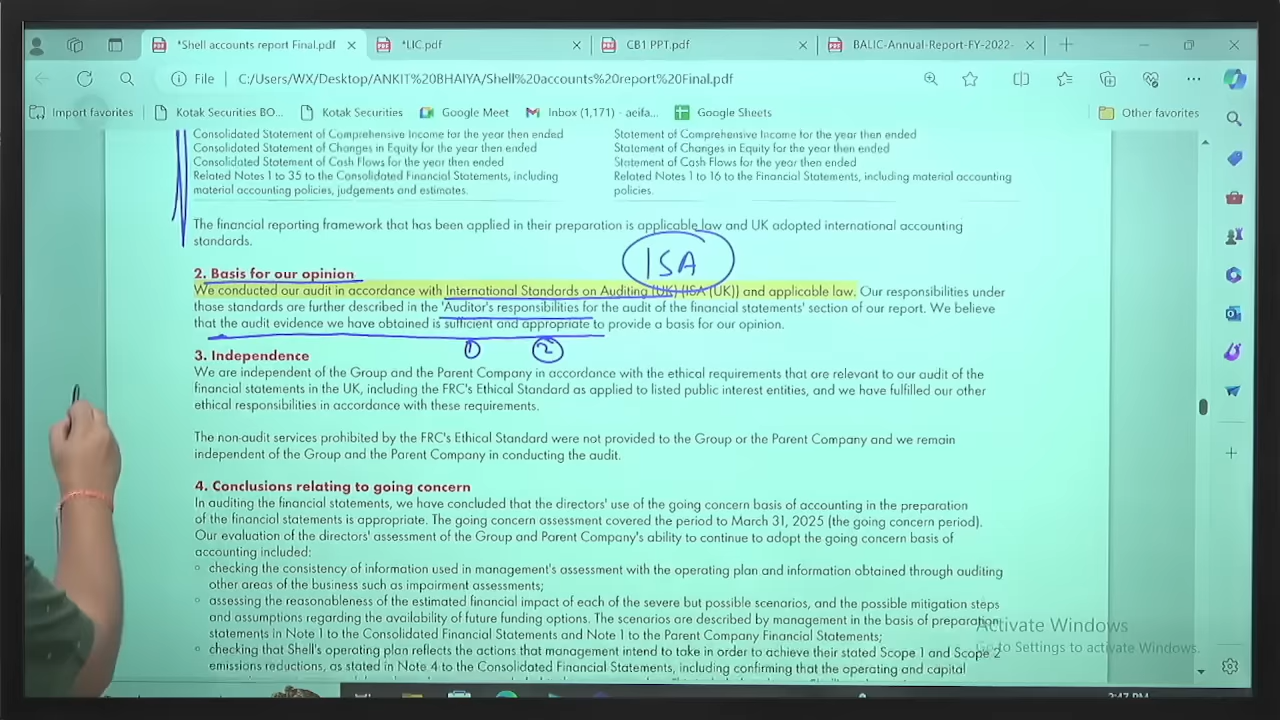 *Shell accounts report Final.pdf
*LIC.pdf
CB1 PPT.pdf
BALIC-Annual-Report-FY-2022-
File
C:/Users/WX/Desktop/ANKIT%20BHAIYA/Shell%20accounts%20report%20Final.pdf
Import favorites
Kotak Securities BO...
Kotak Securities
Google Meet
Inbox (1,171) - aeifa...
Google Sheets
Other favorites
Consolidated Statement of Comprehensive Income for the year then ended
Statement of Comprehensive Income for the year then ended
Consolidated Statement of Changes in Equity for the year then ended
Statement of Changes in Equity for the year then ended
Consolidated Statement of Cash Flows for the year then ended
Statement of Cash Flows for the year then ended
Related Notes 1 to 35 to the Consolidated Financial Statements, including
Related Notes 1 to 16 to the Financial Statements, including material accounting
material accounting policies, judgements and estimates.
policies.
The financial reporting framework that has been applied in their preparation is applicable law and UK adopted international accounting
standards.
ISA
2. Basis for our opinion
We conducted our audit in accordance with International Standards on Auditing (UK) (ISA (UK)) and applicable law. Our responsibilities under
those standards are further described in the 'Auditor's responsibilities for the audit of the financial statements' section of our report. We believe
that the audit evidence we have obtained is sufficient and appropriate to provide a basis for our opinion.
1 2
3. Independence
We are independent of the Group and the Parent Company in accordance with the ethical requirements that are relevant to our audit of the
financial statements in the UK, including the FRC's Ethical Standard as applied to listed public interest entities, and we have fulfilled our other
ethical responsibilities in accordance with these requirements.
The non-audit services prohibited by the FRC's Ethical Standard were not provided to the Group or the Parent Company and we remain
independent of the Group and the Parent Company in conducting the audit.
4. Conclusions relating to going concern
In auditing the financial statements, we have concluded that the directors' use of the going concern basis of accounting in the preparation
of the financial statements is appropriate. The going concern assessment covered the period to March 31, 2025 (the going concern period).
Our evaluation of the directors' assessment of the Group and Parent Company's ability to continue to adopt the going concern basis of
accounting included:
checking the consistency of information used in management's assessment with the operating plan and information obtained through auditing
other areas of the business such as impairment assessments;
assessing the reasonableness of the estimated financial impact of each of the severe but possible scenarios, and the possible mitigation steps
and assumptions regarding the availability of future funding options. The scenarios are described by management in the basis of preparation
statements in Note 1 to the Consolidated Financial Statements and Note 1 to the Parent Company Financial Statements;
checking that Shell's operating plan reflects the actions that management intend to take in order to achieve their stated Scope 1 and Scope 2
emissions reductions, as stated in Note 4 to the Consolidated Financial Statements, including confirming that the operating and capital
Activate Windows
Go to Settings to activate Windows.